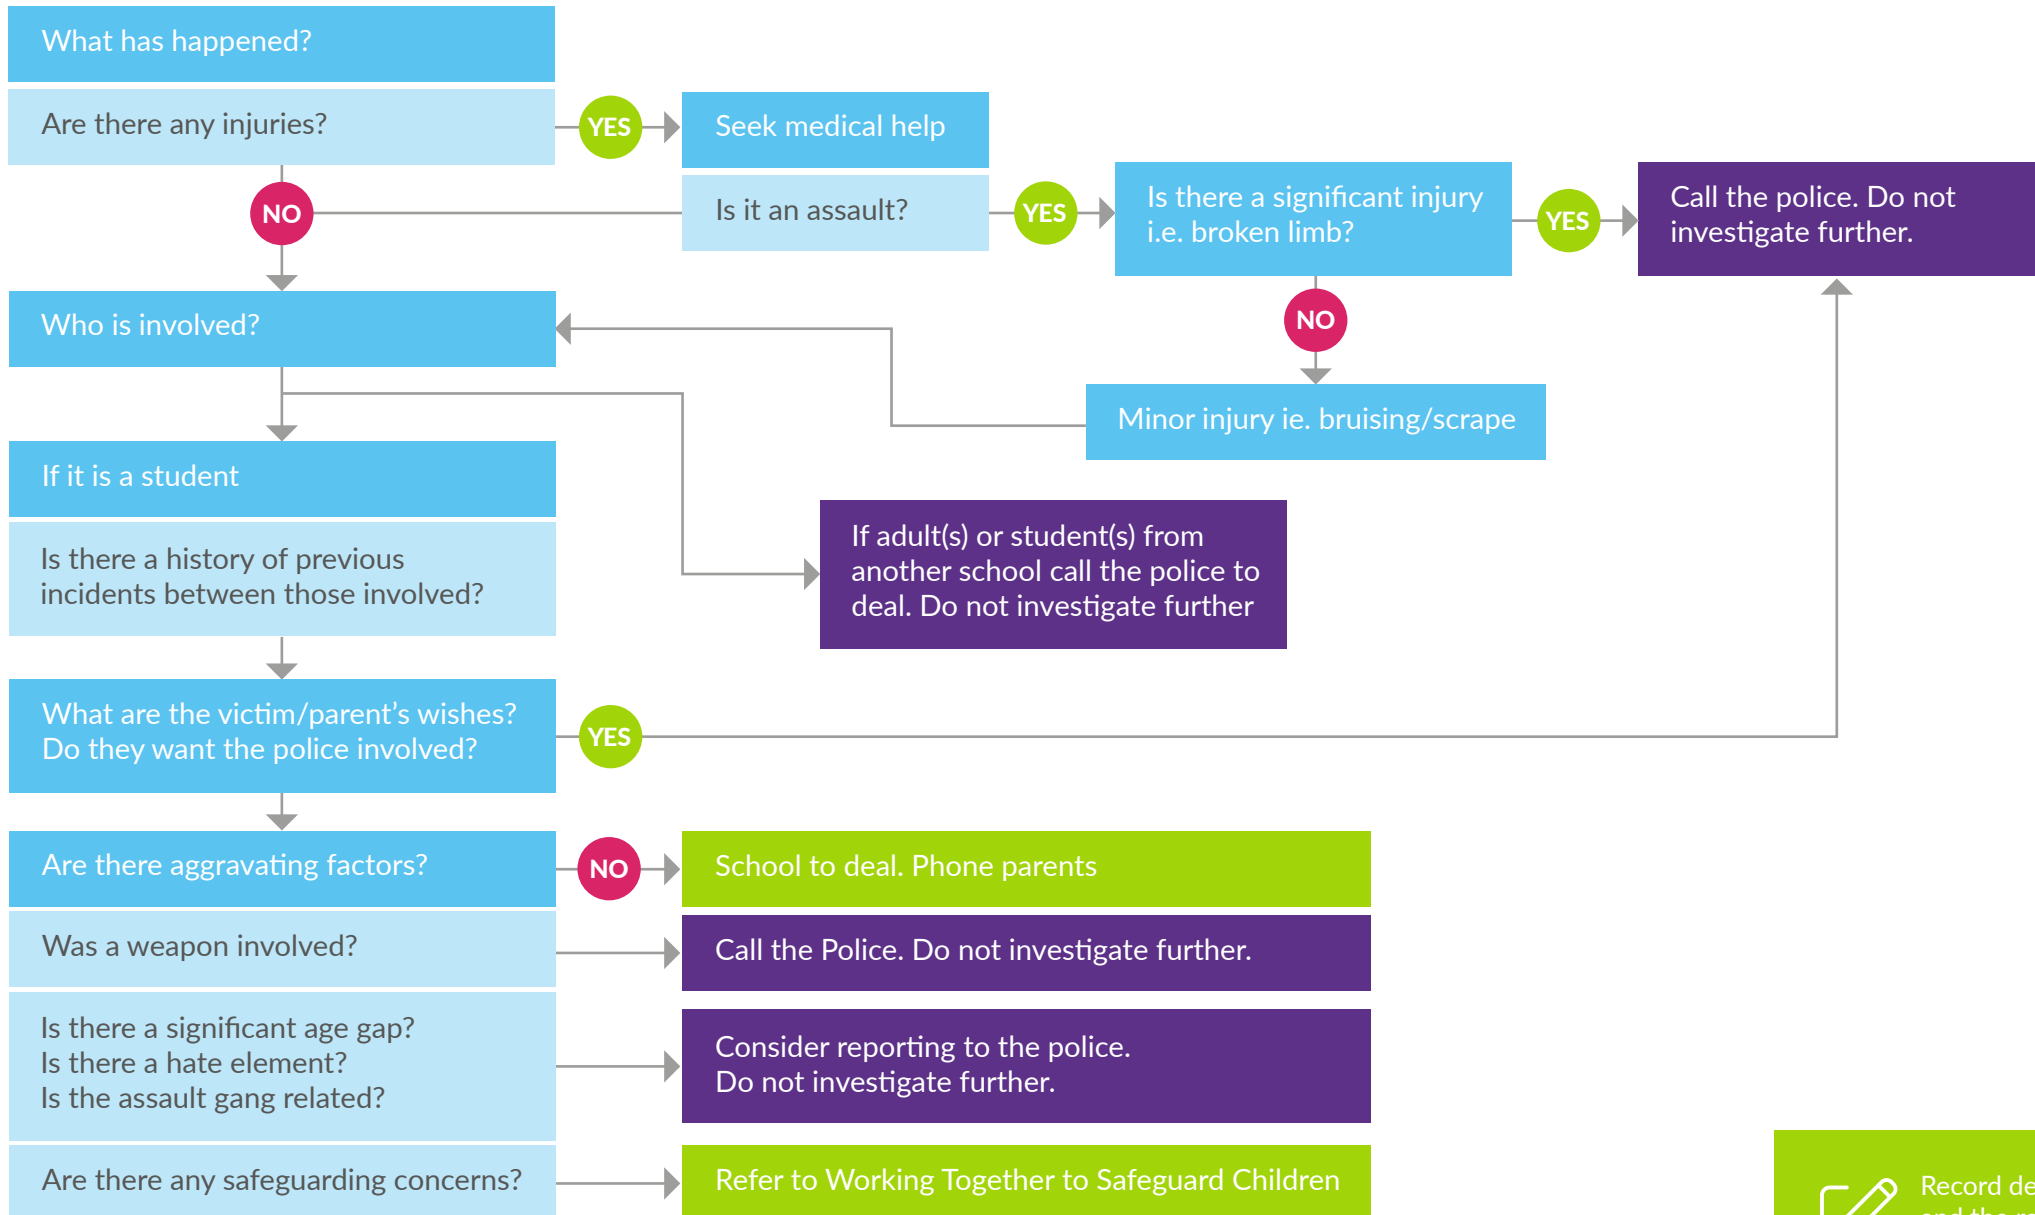 What has happened?
Are there any injuries?
YES
Seek medical help
NO
Is it an assault?
YES
Is there a significant injury
i.e. broken limb?
YES
Call the police. Do not
investigate further.
NO
Minor injury ie. bruising/scrape
Who is involved?
If it is a student
Is there a history of previous
incidents between those involved?
If adult(s) or student(s) from
another school call the police to
deal. Do not investigate further
What are the victim/parent’s wishes?
Do they want the police involved?
YES
Are there aggravating factors?
NO
School to deal. Phone parents
Was a weapon involved?
Call the Police. Do not investigate further.
Is there a significant age gap?
Is there a hate element?
Is the assault gang related?
Consider reporting to the police.
Do not investigate further.
Are there any safeguarding concerns?
Refer to Working Together to Safeguard Children
Record